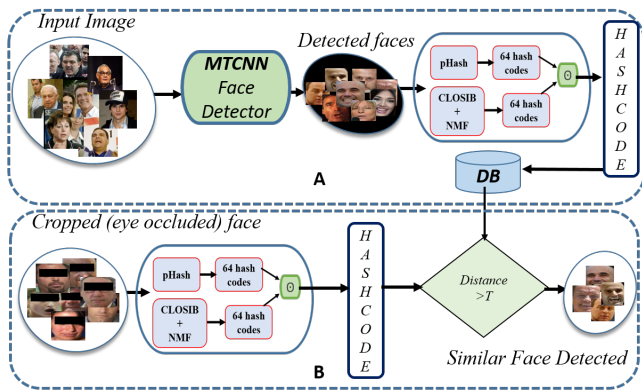 Input Image
MTCNN
Face
Detector
Detected faces
pHash
64 hash
codes
CLOSIB
+
NMF
64 hash
codes
H
A
S
H
C
O
D
E
A
DB
Cropped (eye occluded) face
pHash
64 hash
codes
CLOSIB
+
NMF
64 hash
codes
H
A
S
H
C
O
D
E
Distance
>T
Similar Face Detected
B